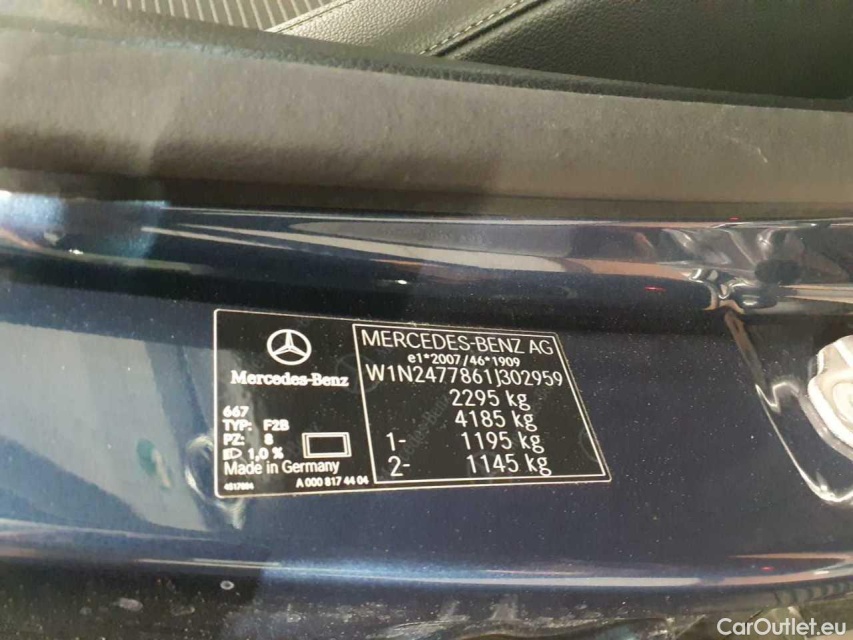 Mercedes-Benz
667
TYP: F2B
PZ: 8
1,0 %
Made in Germany
4S17694
A 000 817 44 04
MERCEDES-BENZ AG
e1*2007/46*1909
W1N2477861J302959
2295 kg
4185 kg
1- 1195 kg
2- 1145 kg
CarOutlet.eu